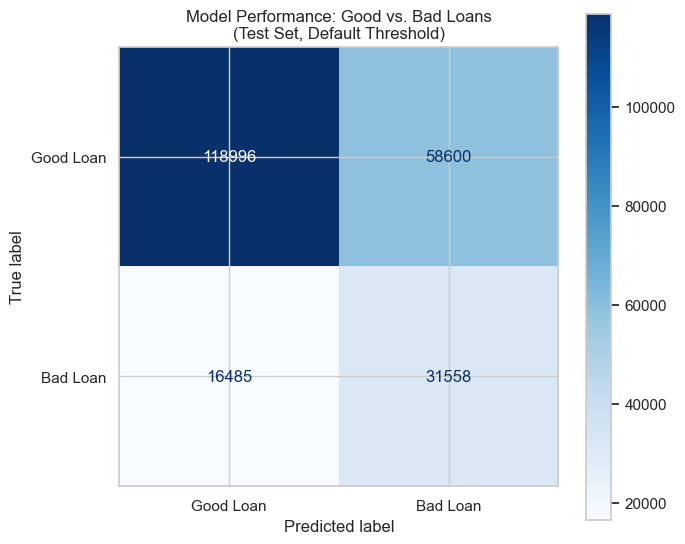 Model Performance: Good vs. Bad Loans
(Test Set, Default Threshold)
True label
Good Loan
118996
58600
Bad Loan
16485
31558
Good Loan
Bad Loan
Predicted label
100000
80000
60000
40000
20000